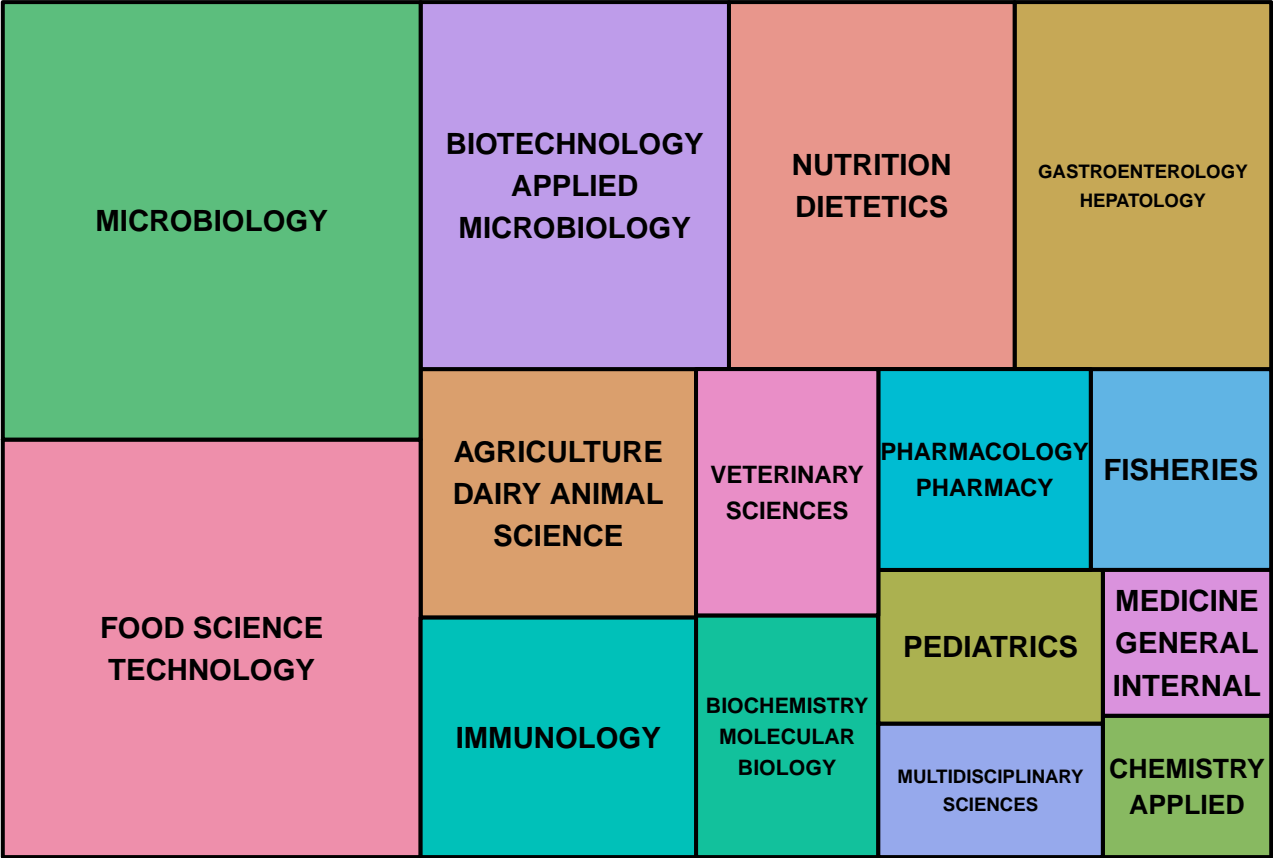 MICROBIOLOGY
FOOD SCIENCE
TECHNOLOGY
BIOTECHNOLOGY
APPLIED
MICROBIOLOGY
NUTRITION
DIETETICS
GASTROENTEROLOGY
HEPATOLOGY
AGRICULTURE
DAIRY ANIMAL
SCIENCE
IMMUNOLOGY
VETERINARY
SCIENCES
BIOCHEMISTRY
MOLECULAR
BIOLOGY
PHARMACOLOGY
PHARMACY
FISHERIES
PEDIATRICS
MULTIDISCIPLINARY
SCIENCES
MEDICINE
GENERAL
INTERNAL
CHEMISTRY
APPLIED